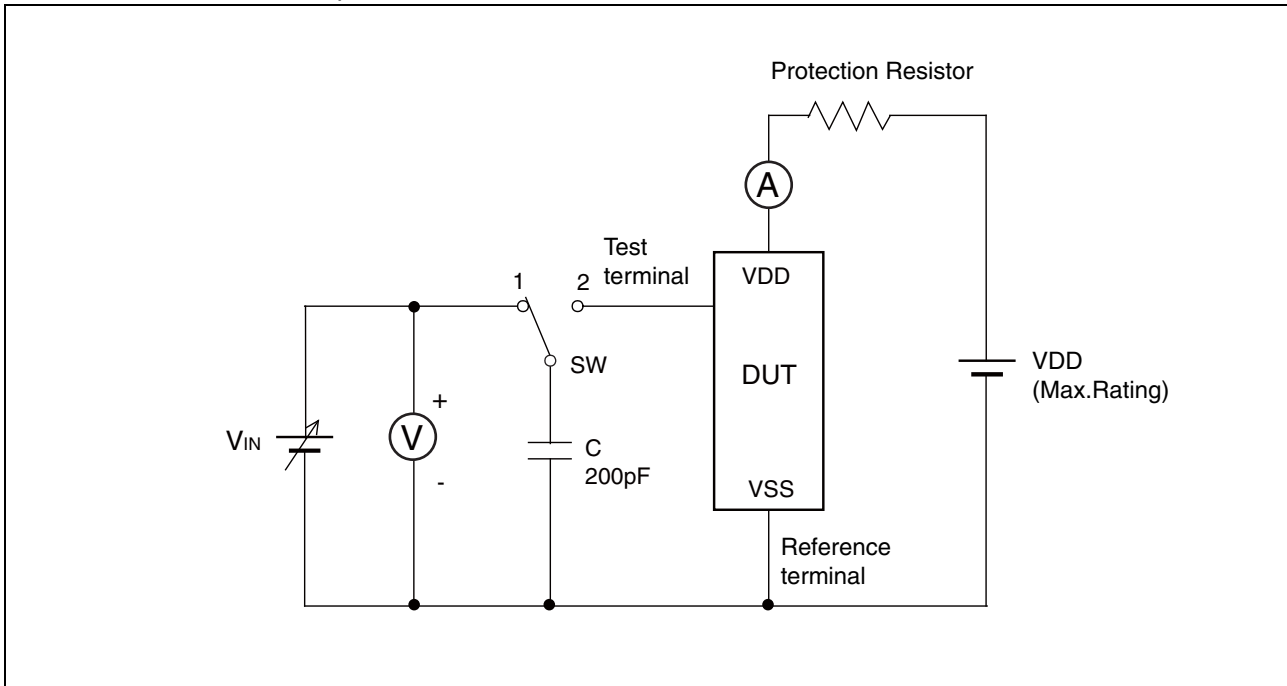 Protection Resistor
A
Test
terminal
1
2
VDD
SW
DUT
VDD
(Max.Rating)
VIN
+
V
-
C
200pF
VSS
Reference
terminal